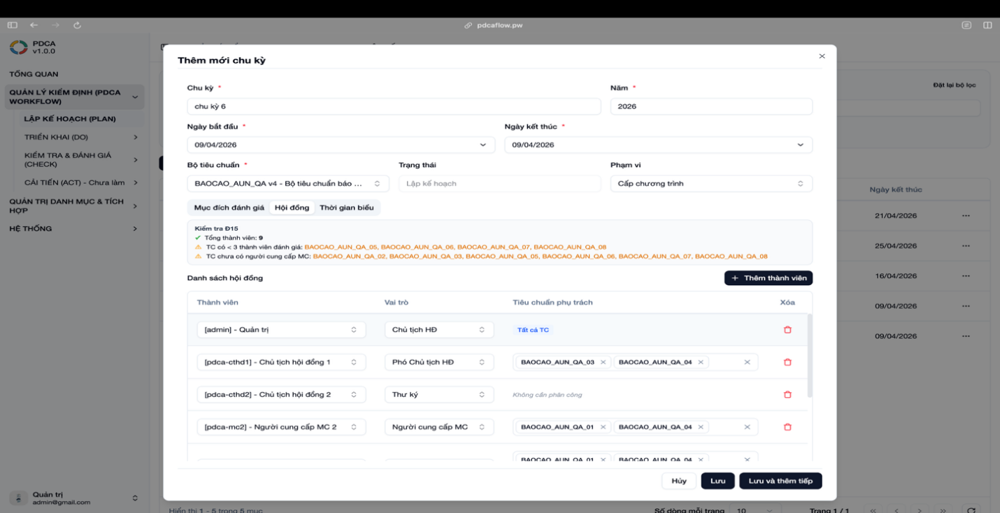 pdcaflow.pw
PDCA
v1.0.0
TỔNG QUAN
QUẢN LÝ KIỂM ĐỊNH (PDCA
WORKFLOW)
LẬP KẾ HOẠCH (PLAN)
TRIỂN KHAI (DO)
KIỂM TRA & ĐÁNH GIÁ
(CHECK)
CẢI TIẾN (ACT) - Chưa làm
QUẢN TRỊ DANH MỤC & TÍCH
HỢP
HỆ THỐNG
Quản trị
admin@gmail.com
Đặt lại bộ lọc
Ngày kết thúc
21/04/2026
25/04/2026
16/04/2026
09/04/2026
09/04/2026
Thêm mới chu kỳ
Chu kỳ * Năm *
chu kỳ 6 2026
Ngày bắt đầu * Ngày kết thúc *
09/04/2026 09/04/2026
Bộ tiêu chuẩn * Trạng thái Phạm vi
BAOCAO_AUN_QA v4 - Bộ tiêu chuẩn báo ... Lập kế hoạch Cấp chương trình
Mục đích đánh giá Hội đồng Thời gian biểu
Kiểm tra Đ15
Tổng thành viên: 9
TC có < 3 thành viên đánh giá: BAOCAO_AUN_QA_05, BAOCAO_AUN_QA_06, BAOCAO_AUN_QA_07, BAOCAO_AUN_QA_08
TC chưa có người cung cấp MC: BAOCAO_AUN_QA_02, BAOCAO_AUN_QA_03, BAOCAO_AUN_QA_05, BAOCAO_AUN_QA_06, BAOCAO_AUN_QA_07, BAOCAO_AUN_QA_08
Danh sách hội đồng + Thêm thành viên
Thành viên Vai trò Tiêu chuẩn phụ trách Xóa
[admin] - Quản trị Chủ tịch HĐ Tất cả TC
[pdca-cthd1] - Chủ tịch hội đồng 1 Phó Chủ tịch HĐ BAOCAO_AUN_QA_03 BAOCAO_AUN_QA_04
[pdca-cthd2] - Chủ tịch hội đồng 2 Thư ký Không cần phân công
[pdca-mc2] - Người cung cấp MC 2 Người cung cấp MC BAOCAO_AUN_QA_01 BAOCAO_AUN_QA_04
BAOCAO_AUN_QA_01 BAOCAO_AUN_QA_04
Hủy Lưu Lưu và thêm tiếp
Hiển thị 1 - 5 trong 5 mục Số dòng mỗi trang 10 Trang 1 / 1